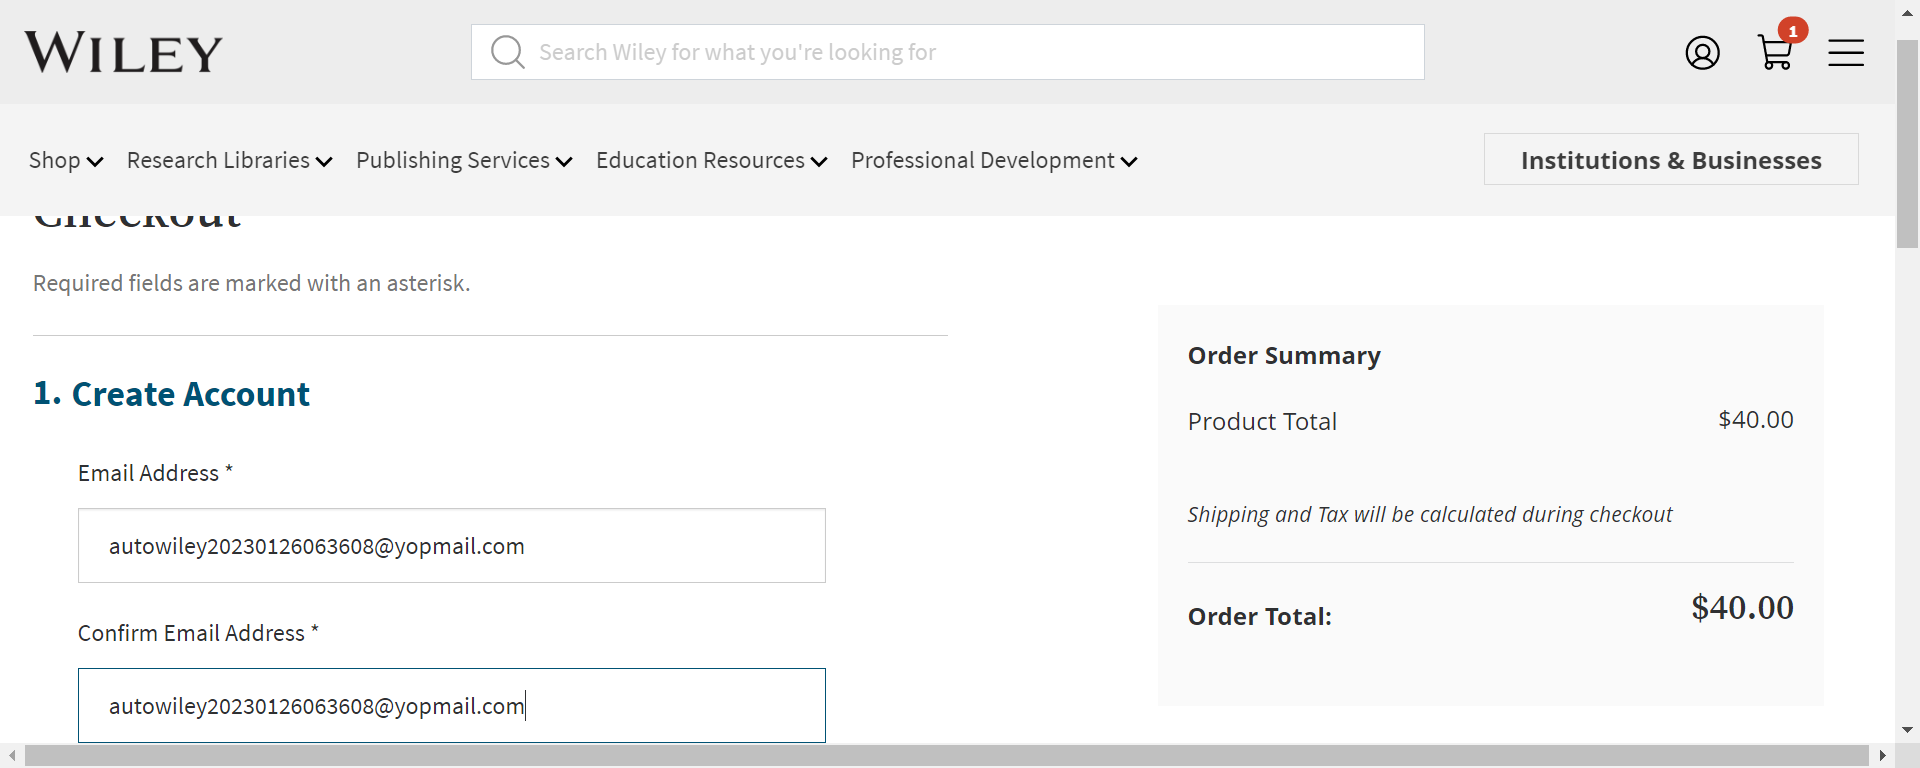 WILEY
Search Wiley for what you're looking for
1
Shop Research Libraries Publishing Services Education Resources Professional Development Institutions & Businesses
Checkout
Required fields are marked with an asterisk.
1. Create Account
Email Address *
autowiley20230126063608@yopmail.com
Confirm Email Address *
autowiley20230126063608@yopmail.com
Order Summary
Product Total $40.00
Shipping and Tax will be calculated during checkout
Order Total: $40.00